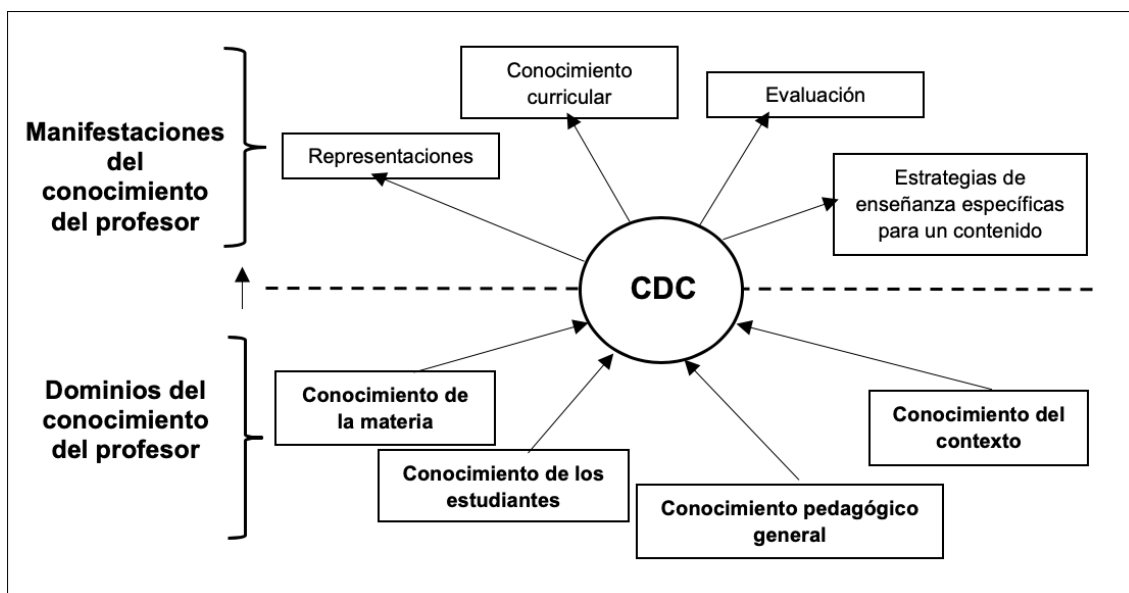 Manifestaciones
del
conocimiento
del profesor
Conocimiento
curricular
Evaluación
Representaciones
Estrategias de
enseñanza específicas
para un contenido
CDC
Dominios del
conocimiento
del profesor
Conocimiento de
la materia
Conocimiento de los
estudiantes
Conocimiento pedagógico
general
Conocimiento del
contexto